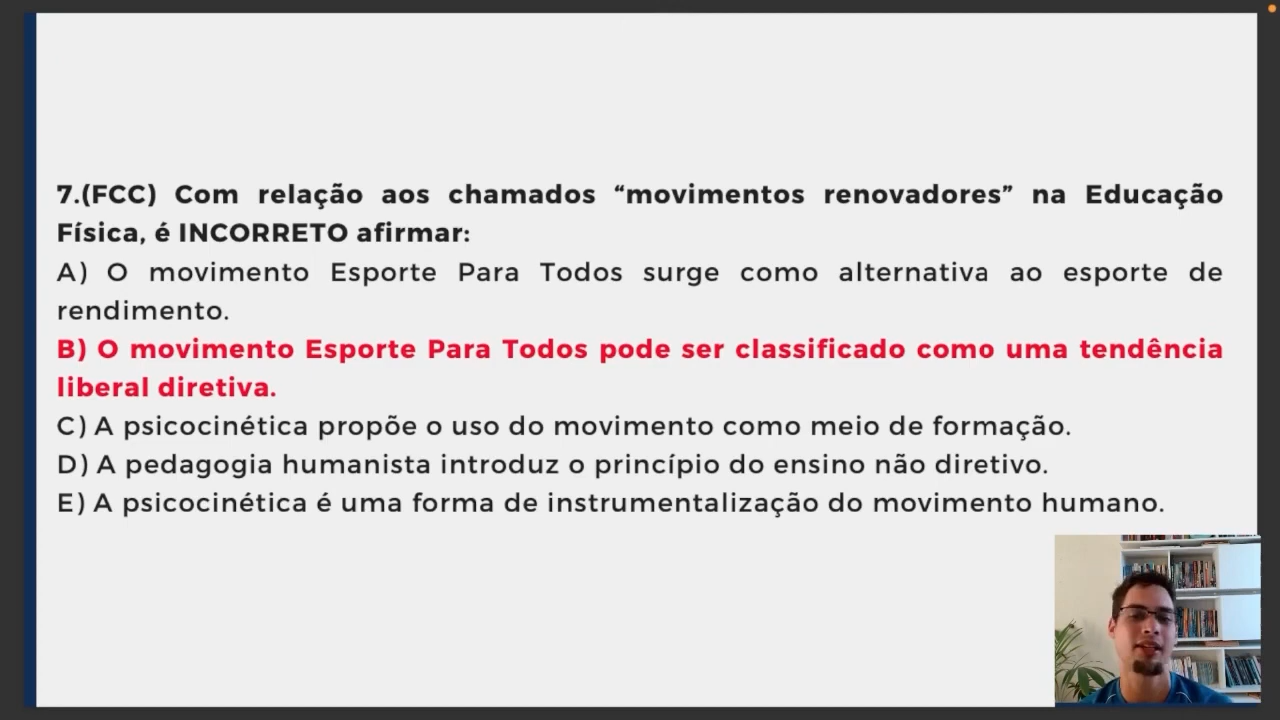 7.(FCC) Com relação aos chamados “movimentos renovadores” na Educação
Física, é INCORRETO afirmar:
A) O movimento Esporte Para Todos surge como alternativa ao esporte de
rendimento.
B) O movimento Esporte Para Todos pode ser classificado como uma tendência
liberal diretiva.
C) A psicocinética propõe o uso do movimento como meio de formação.
D) A pedagogia humanista introduz o princípio do ensino não diretivo.
E) A psicocinética é uma forma de instrumentalização do movimento humano.